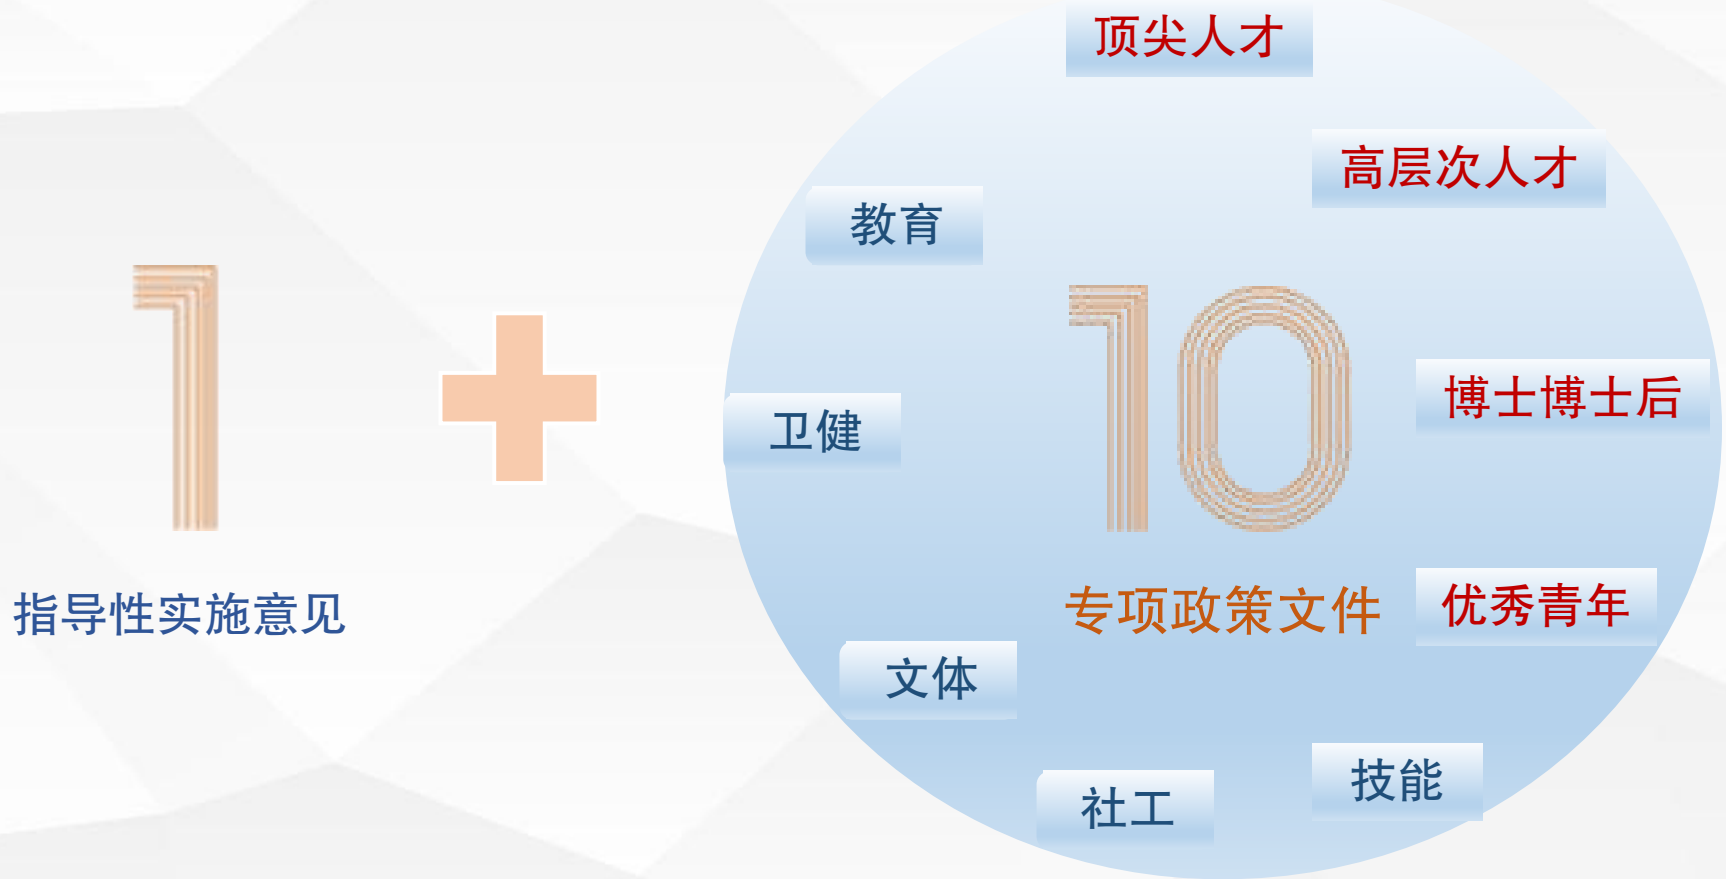 顶尖人才
高层次人才
教育
1
10
博士博士后
卫健
优秀青年
指导性实施意见
专项政策文件
文体
技能
社工